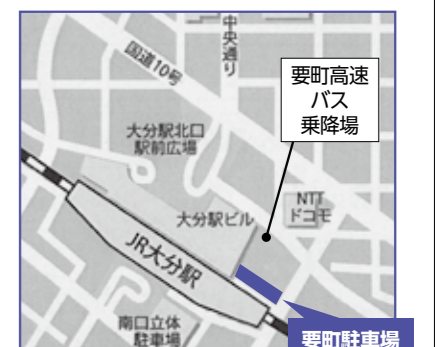 中央通り
国道10号
要町高速
バス
乗降場
大分駅北口
駅前広場
NTT
ドコモ
大分駅ビル
JR大分駅
南口立体
駐車場
要町駐車場